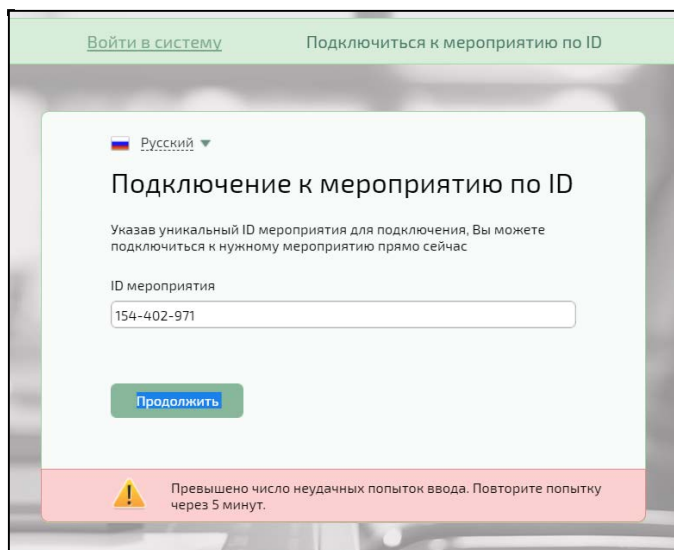 Войти в систему
Подключиться к мероприятию по ID
Русский
Подключение к мероприятию по ID
Указав уникальный ID мероприятия для подключения, Вы можете
подключиться к нужному мероприятию прямо сейчас
ID мероприятия
154-402-971
Продолжить
Превышено число неудачных попыток ввода. Повторите попытку
через 5 минут.